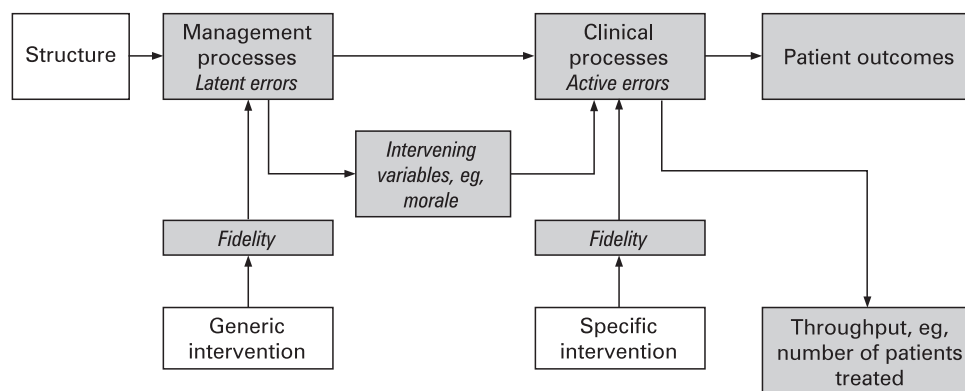 Structure
Management
processes
Latent errors
Clinical
processes
Active errors
Patient outcomes
Intervening
variables, eg,
morale
Fidelity
Fidelity
Generic
intervention
Specific
intervention
Throughput, eg,
number of patients
treated